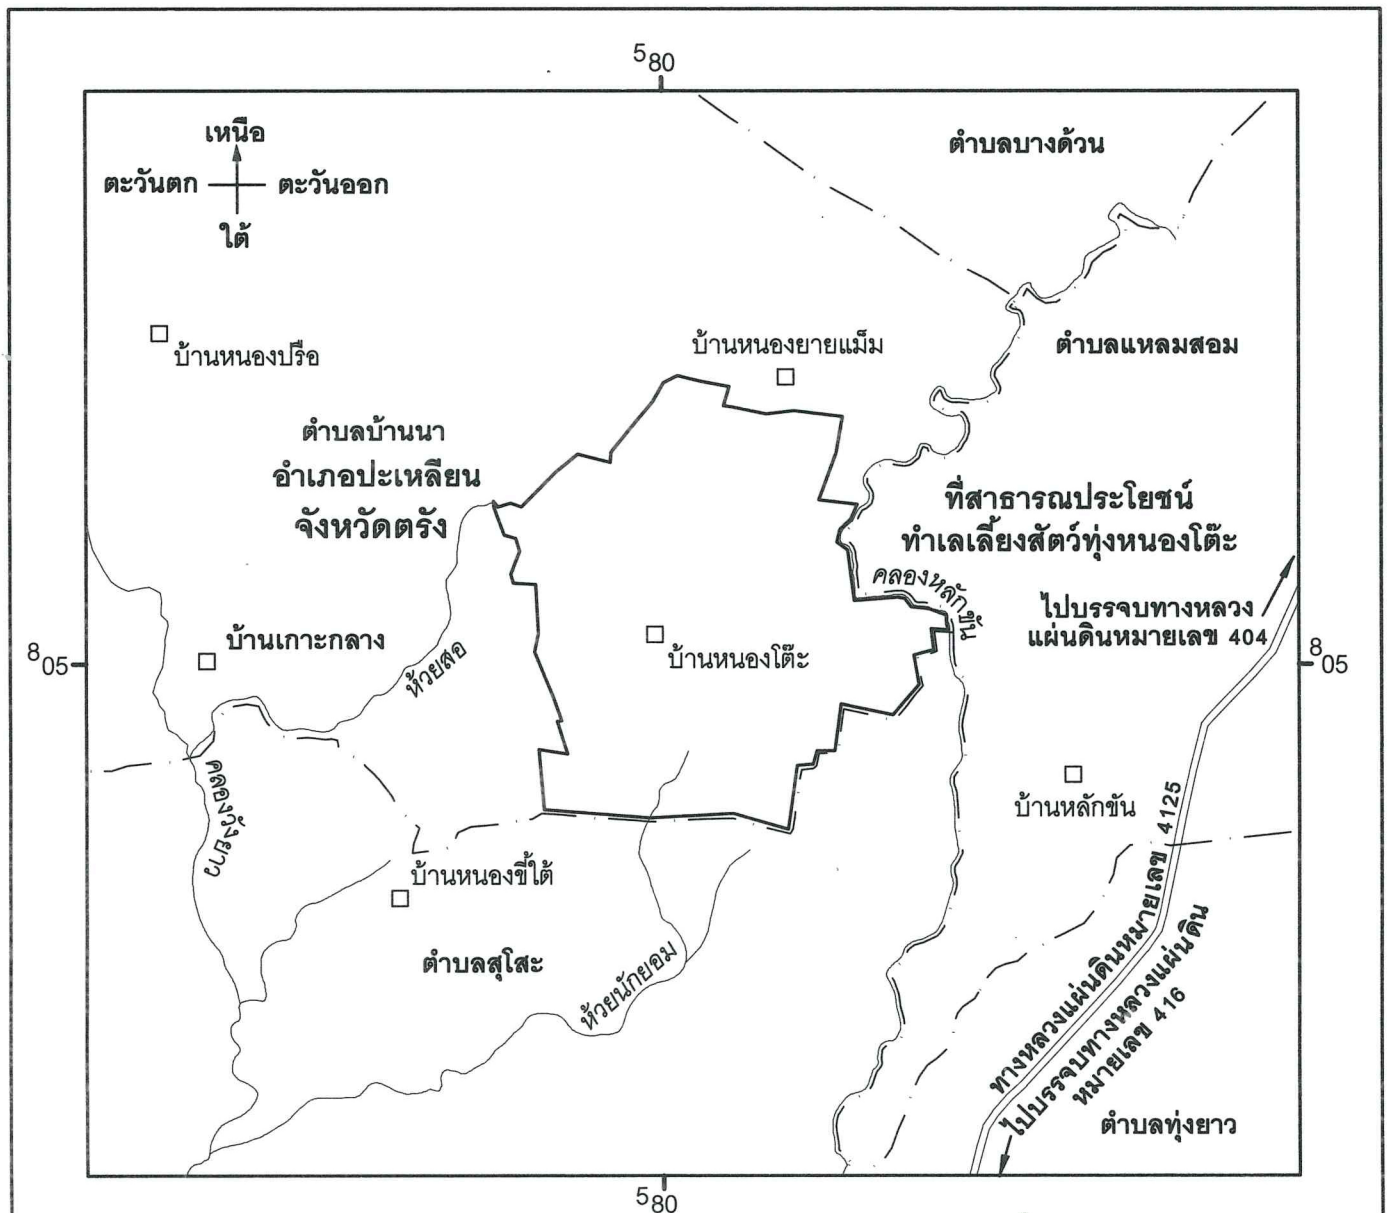 580
เหนือ
ตะวันตก ตะวันออก
ใต้
ตำบลบางด้วน
บ้านหนองปรือ
บ้านหนองยายแม็ม
ตำบลแหลมสอม
ตำบลบ้านนา
อำเภอปะเหลียน
จังหวัดตรัง
ที่สาธารณประโยชน์
ทำเลเลี้ยงสัตว์ทุ่งหนองโต๊ะ
คลองหลักขัน
ไปบรรจบทางหลวง
แผ่นดินหมายเลข 404
805
บ้านเกาะกลาง
ห้วยสอ
บ้านหนองโต๊ะ
805
คลองวังยาว
บ้านหลักขัน
บ้านหนองขี้ใต้
ตำบลสุโสะ
ห้วยนักยอม
ทางหลวงแผ่นดินหมายเลข 4125
ไปบรรจบทางหลวงแผ่นดิน
หมายเลข 416
ตำบลทุ่งยาว
580